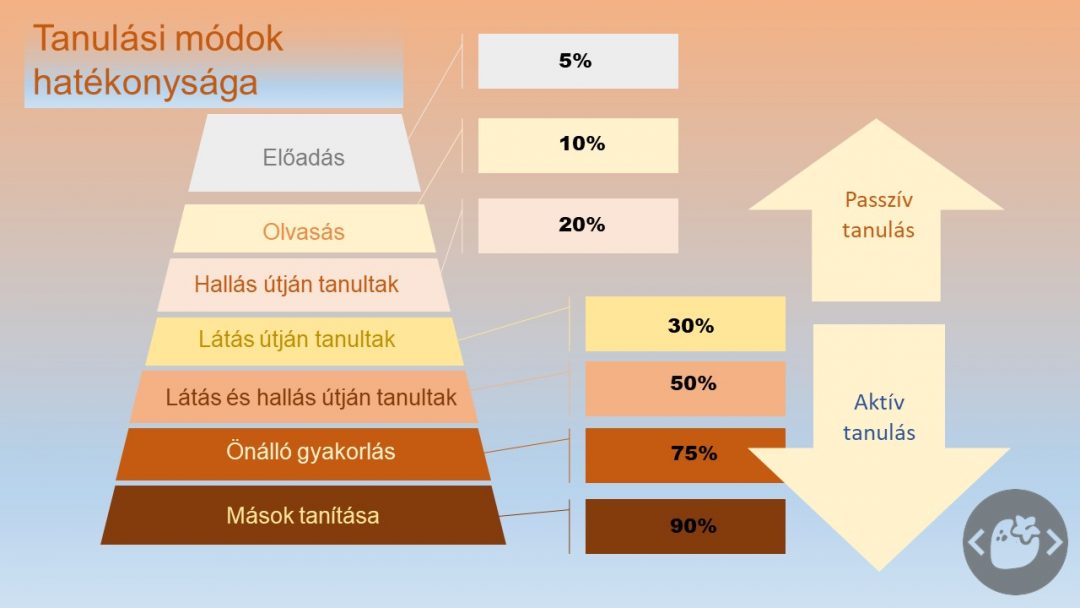 Tanulási módok
hatékonysága
Előadás
5%
Olvasás
10%
Hallás útján tanultak
20%
Látás útján tanultak
30%
Látás és hallás útján tanultak
50%
Önálló gyakorlás
75%
Mások tanítása
90%
Passzív
tanulás
Aktív
tanulás